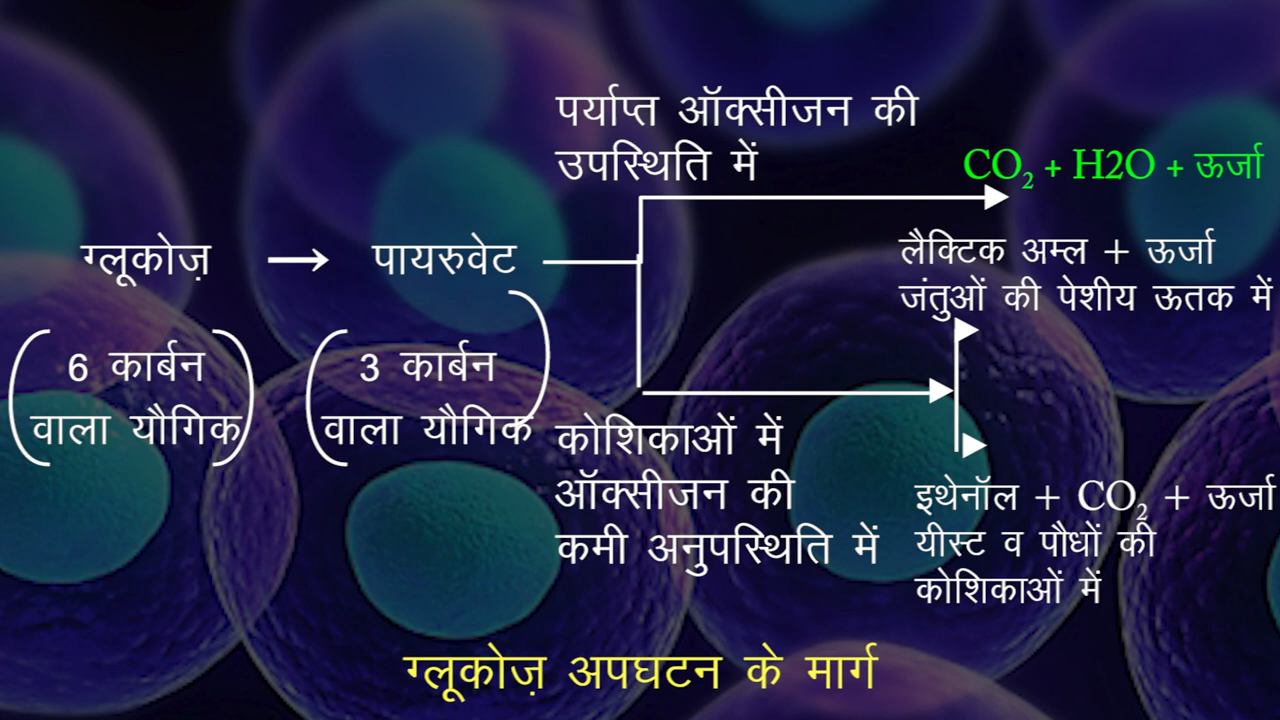 पर्याप्त ऑक्सीजन की
उपस्थिति में
CO₂ + H2O + ऊर्जा
ग्लूकोज़ → पायरुवेट
लैक्टिक अम्ल + ऊर्जा
जंतुओं की पेशीय ऊतक में
(6 कार्बन
वाला यौगिक)
(3 कार्बन
वाला यौगिक)
कोशिकाओं में
ऑक्सीजन की
कमी अनुपस्थिति में
इथेनॉल + CO₂ + ऊर्जा
यीस्ट व पौधों की
कोशिकाओं में
ग्लूकोज़ अपघटन के मार्ग